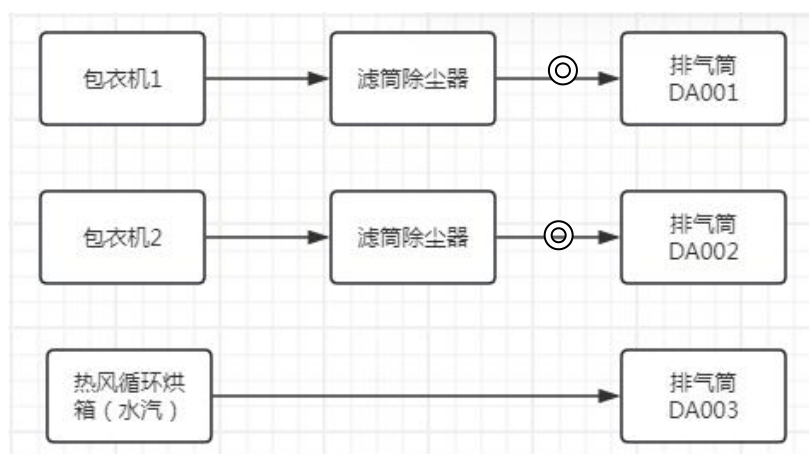 包衣机1
滤筒除尘器
排气筒
DA001
包衣机2
滤筒除尘器
排气筒
DA002
热风循环烘
箱（水汽）
排气筒
DA003